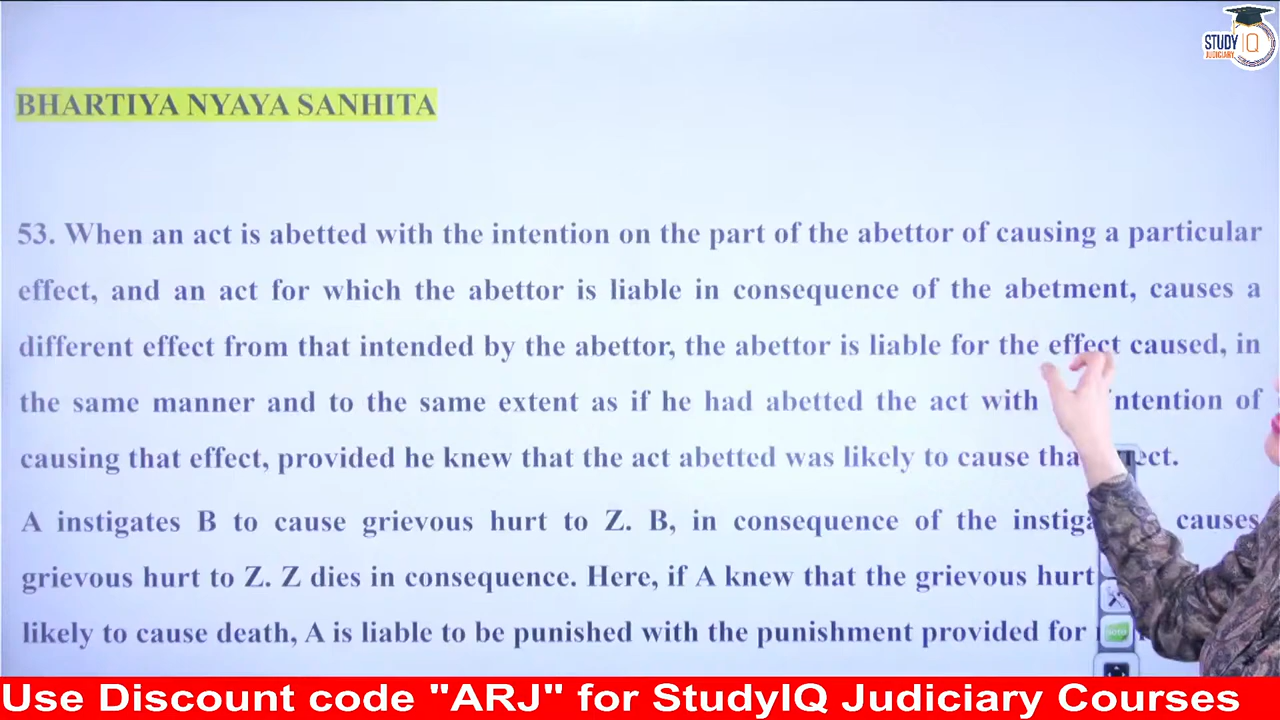 STUDY IQ
JUDICIARY
BHARTIYA NYAYA SANHITA
53. When an act is abetted with the intention on the part of the abettor of causing a particular
effect, and an act for which the abettor is liable in consequence of the abetment, causes a
different effect from that intended by the abettor, the abettor is liable for the effect caused, in
the same manner and to the same extent as if he had abetted the act with intention of
causing that effect, provided he knew that the act abetted was likely to cause
A instigates B to cause grievous hurt to Z. B, in consequence of the causes
grievous hurt to Z. Z dies in consequence. Here, if A knew that the grievous hurt
likely to cause death, A is liable to be punished with the punishment provided for
Use Discount code "ARJ" for StudyIQ Judiciary Courses